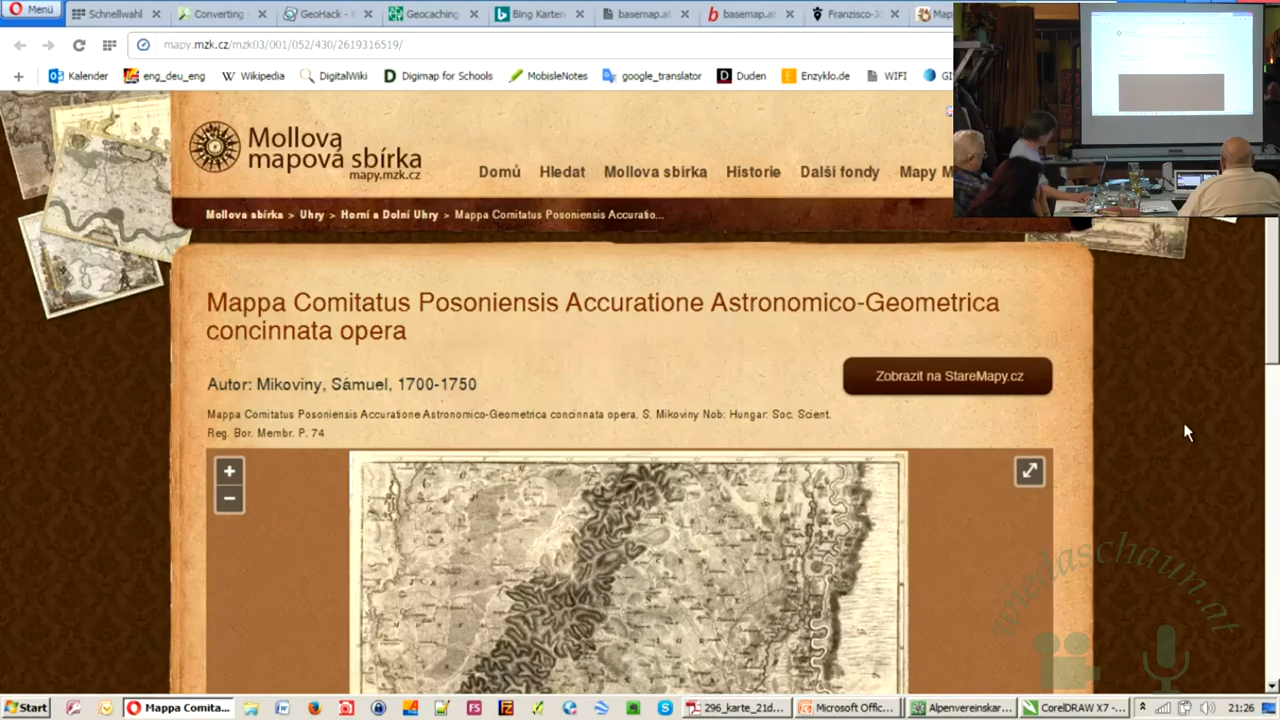 Menü
Schnellwahl
Converting
GeoHack -
Geocaching
Bing Karten
basemap.at
basemap.at
Franzisco-J
Map
mapy.mzk.cz/mzk03/001/052/430/2619316519/
Kalender
eng_deu_eng
Wikipedia
DigitalWiki
Digimap for Schools
MobisleNotes
google_translator
Duden
Enzyklo.de
WIFI
Mollova
mapová sbírka
mapy.mzk.cz
Domů Hledat Mollova sbírka Historie Další fondy Mapy M
Mollova sbírka > Uhry > Horní a Dolní Uhry > Mappa Comitatus Posoniensis Accuratio...
Mappa Comitatus Posoniensis Accuratione Astronomico-Geometrica
concinnata opera
Zobrazit na StareMapy.cz
Autor: Mikoviny, Sámuel, 1700-1750
Mappa Comitatus Posoniensis Accuratione Astronomico-Geometrica concinnata opera. S. Mikoviny Nob: Hungar: Soc. Scient.
Reg. Bor. Membr. P. 74
+
−
wiedaschaun.at
Start
Mappa Comita...
296_karte_21d...
Microsoft Offic...
Alpenvereinskar...
CorelDRAW X7 -...
21:26